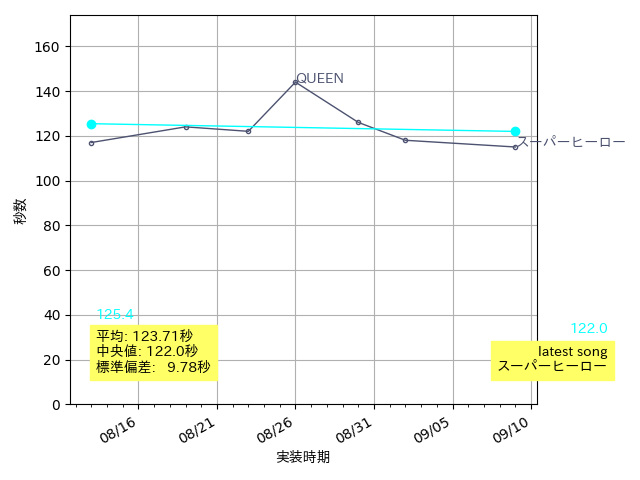 160
140
120
100
80
60
40
20
0
秒数
QUEEN
スーパーヒーロー
125.4
平均: 123.71秒
中央値: 122.0秒
標準偏差: 9.78秒
122.0
latest song
スーパーヒーロー
08/16
08/21
08/26
08/31
09/05
09/10
実装時期